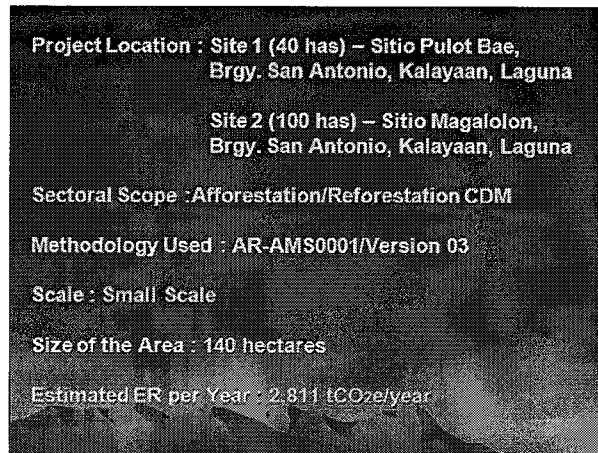 Project Location : Site 1 (40 has) – Sitio Pulot Bae,
Brgy. San Antonio, Kalayaan, Laguna
Site 2 (100 has) – Sitio Magalolon,
Brgy. San Antonio, Kalayaan, Laguna
Sectoral Scope :Afforestation/Reforestation CDM
Methodology Used : AR-AMS0001/Version 03
Scale : Small Scale
Size of the Area : 140 hectares
Estimated ER per Year : 2,811 tCO2e/year